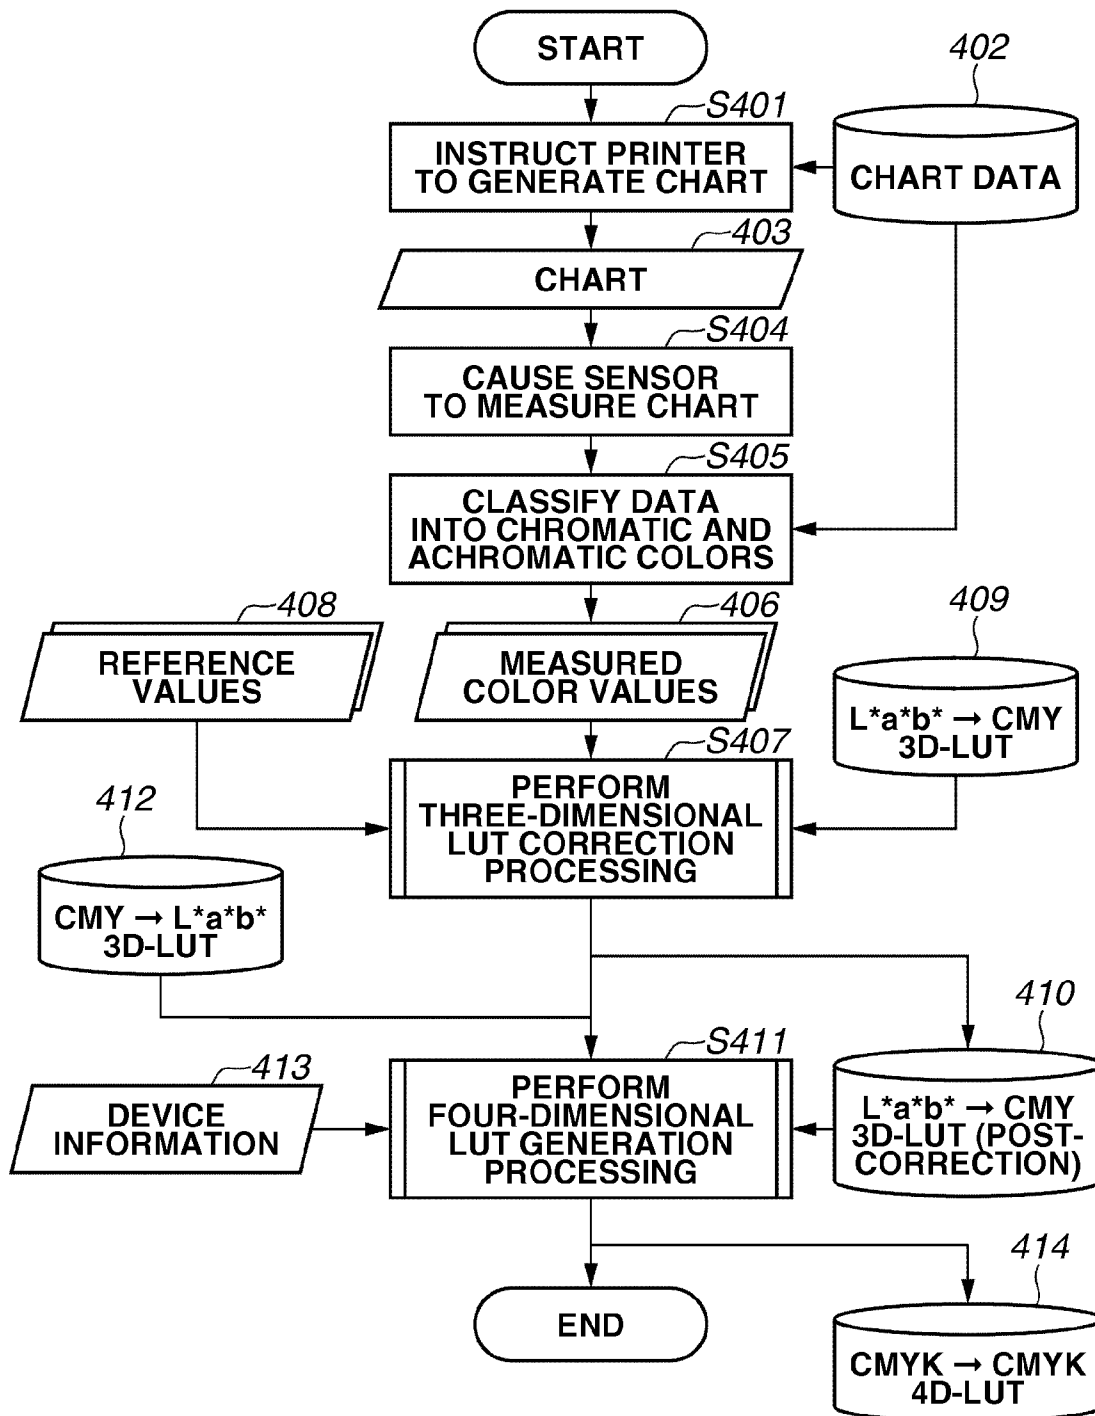 START
402
S401
INSTRUCT PRINTER
TO GENERATE CHART
CHART DATA
403
CHART
S404
CAUSE SENSOR
TO MEASURE CHART
S405
CLASSIFY DATA
INTO CHROMATIC AND
ACHROMATIC COLORS
408
REFERENCE
VALUES
406
MEASURED
COLOR VALUES
409
L*a*b* → CMY
3D-LUT
S407
PERFORM
THREE-DIMENSIONAL
LUT CORRECTION
PROCESSING
412
CMY → L*a*b*
3D-LUT
410
L*a*b* → CMY
3D-LUT (POST-
CORRECTION)
S411
PERFORM
FOUR-DIMENSIONAL
LUT GENERATION
PROCESSING
413
DEVICE
INFORMATION
414
CMYK → CMYK
4D-LUT
END